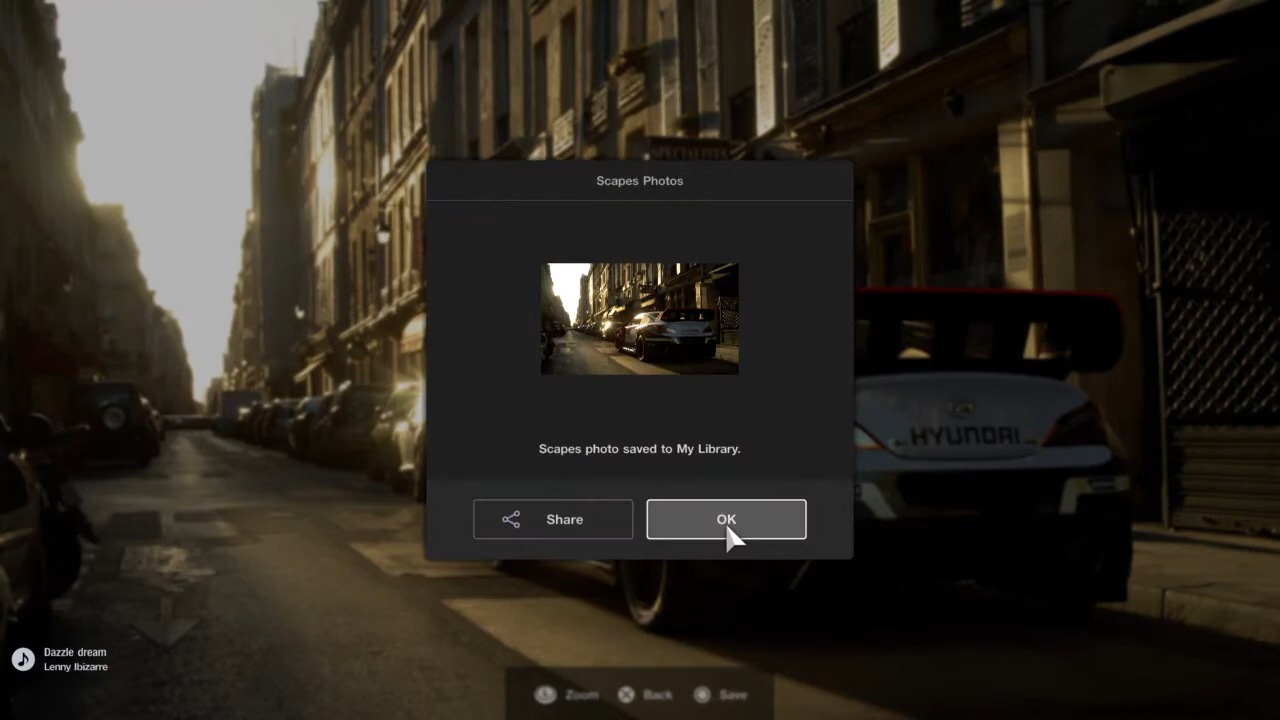 Scapes Photos
HYUNDAI
Scapes photo saved to My Library.
Share
OK
Dazzle dream
Lenny Ibizarre
Zoom
Back
Save